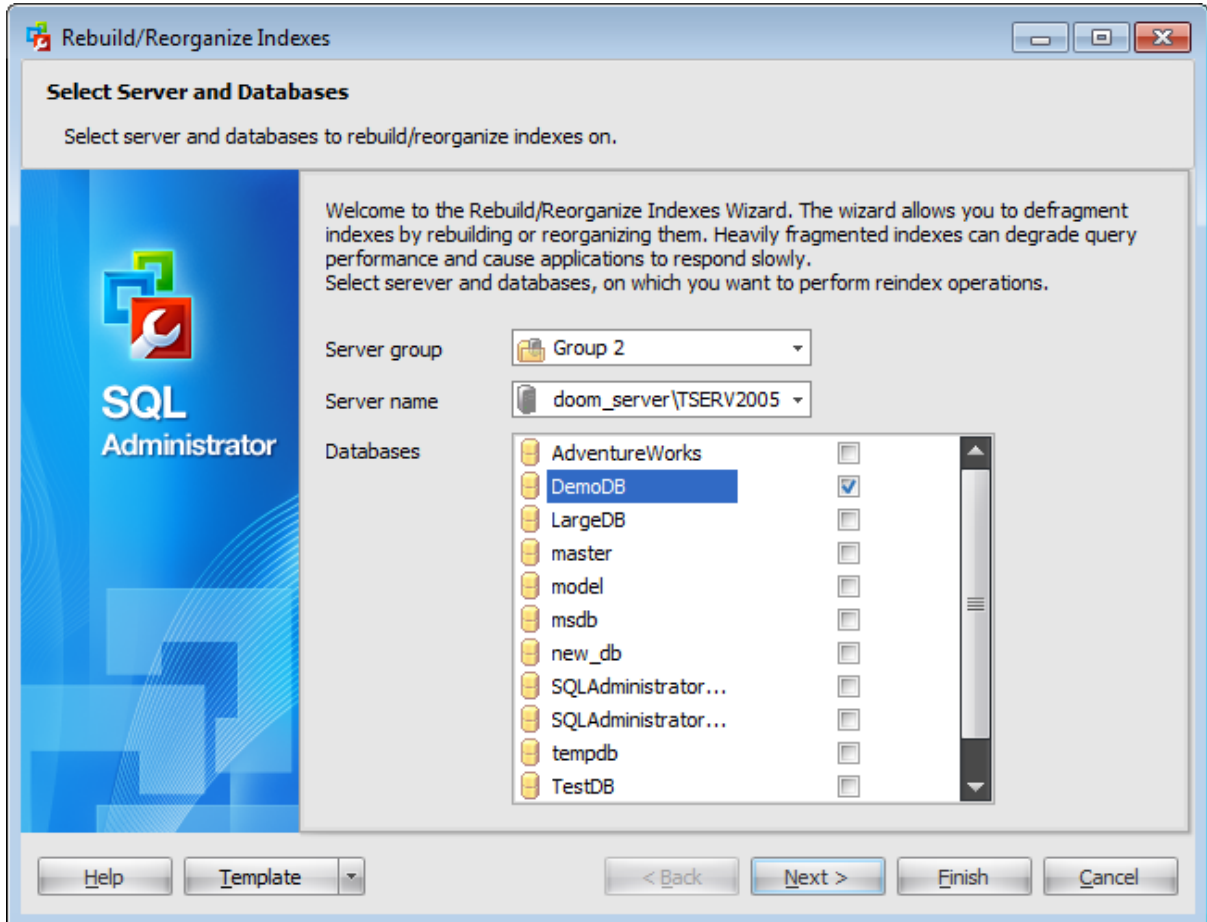 Rebuild/Reorganize Indexes
Select Server and Databases
Select server and databases to rebuild/reorganize indexes on.
SQL
Administrator
Welcome to the Rebuild/Reorganize Indexes Wizard. The wizard allows you to defragment
indexes by rebuilding or reorganizing them. Heavily fragmented indexes can degrade query
performance and cause applications to respond slowly.
Select serever and databases, on which you want to perform reindex operations.
Server group Group 2
Server name doom_server\TSERV2005
Databases
AdventureWorks
DemoDB
LargeDB
master
model
msdb
new_db
SQLAdministrator...
SQLAdministrator...
tempdb
TestDB
Help Template < Back Next > Finish Cancel